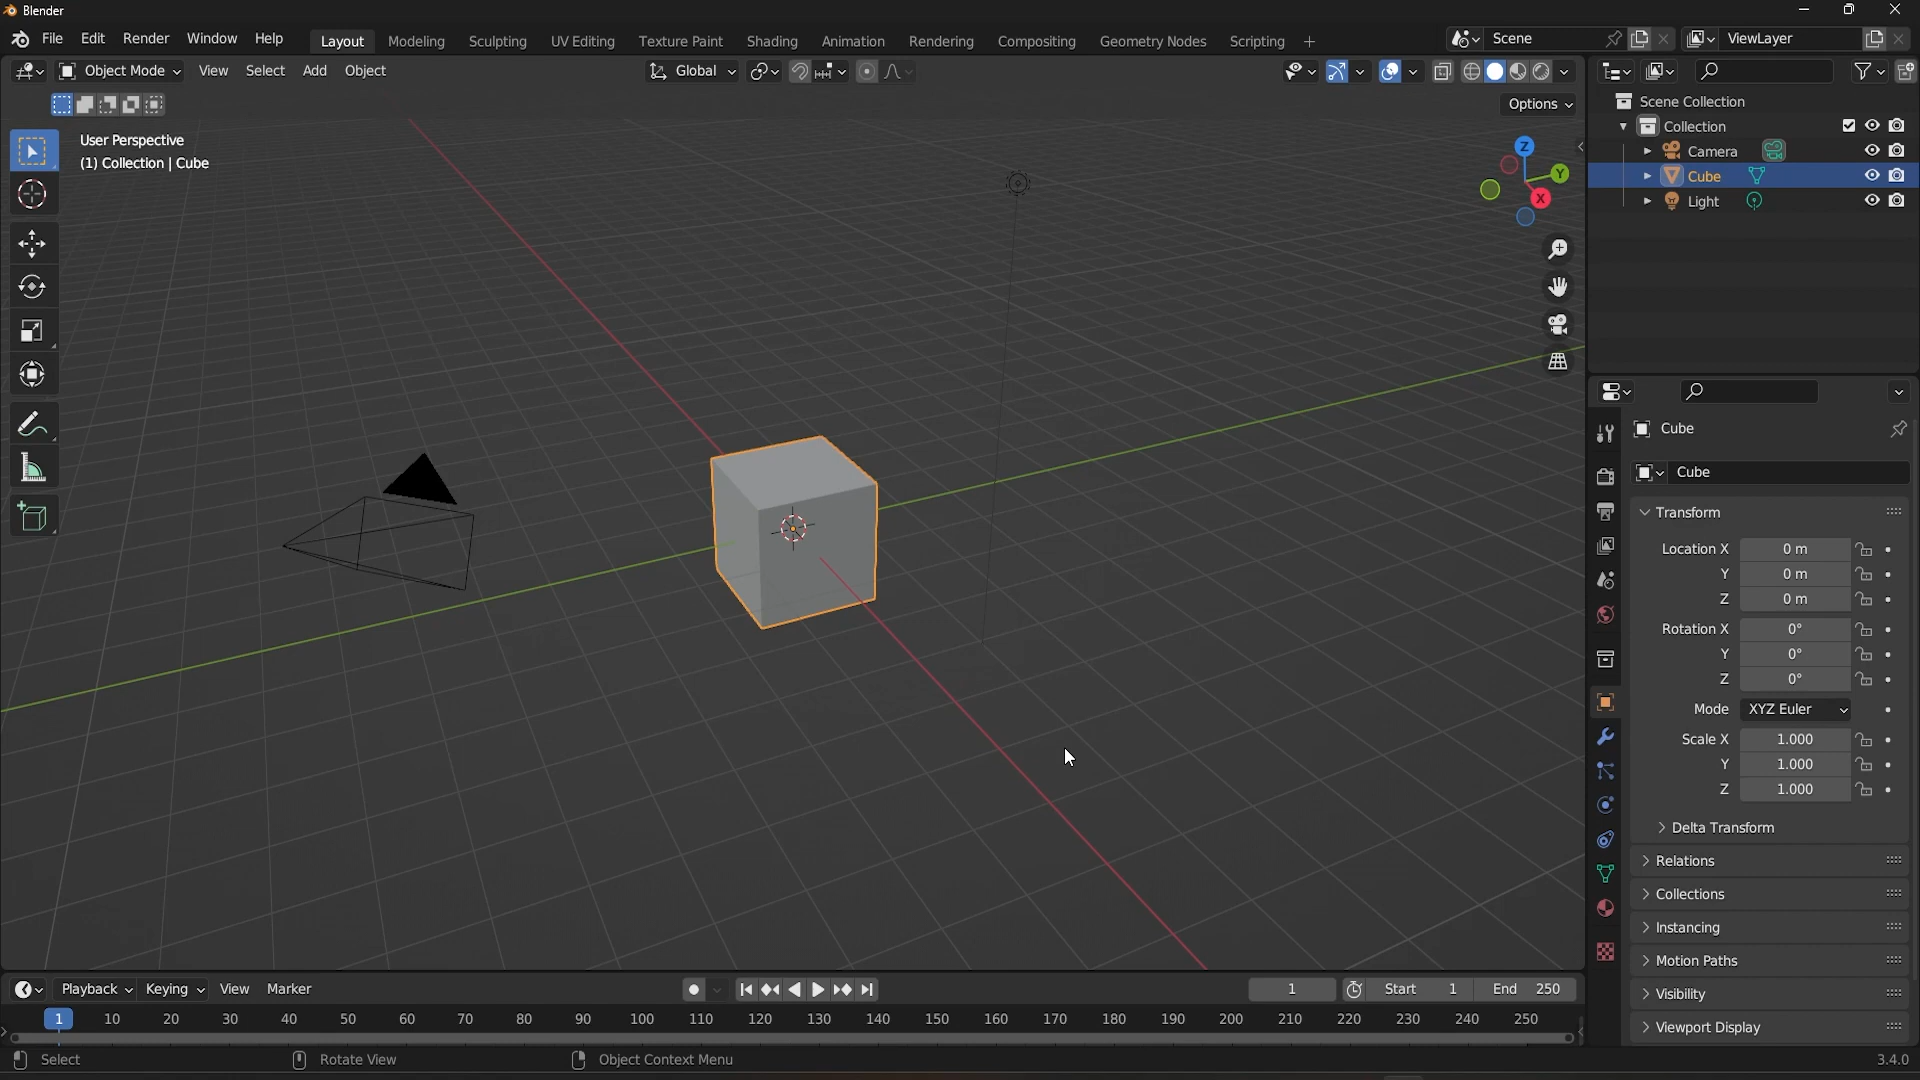 Blender
File Edit Render Window Help Layout Modeling Sculpting UV Editing Texture Paint Shading Animation Rendering Compositing Geometry Nodes Scripting + Scene ViewLayer
Object Mode View Select Add Object Global
Options
User Perspective
(1) Collection | Cube
Z
Y
X
Scene Collection
Collection
Camera
Cube
Light
Cube
Cube
Transform
Location X 0 m
Y 0 m
Z 0 m
Rotation X 0°
Y 0°
Z 0°
Mode XYZ Euler
Scale X 1.000
Y 1.000
Z 1.000
Delta Transform
Relations
Collections
Instancing
Motion Paths
Visibility
Viewport Display
Playback Keying View Marker 1 Start 1 End 250
1 10 20 30 40 50 60 70 80 90 100 110 120 130 140 150 160 170 180 190 200 210 220 230 240 250
Select Rotate View Object Context Menu 3.4.0